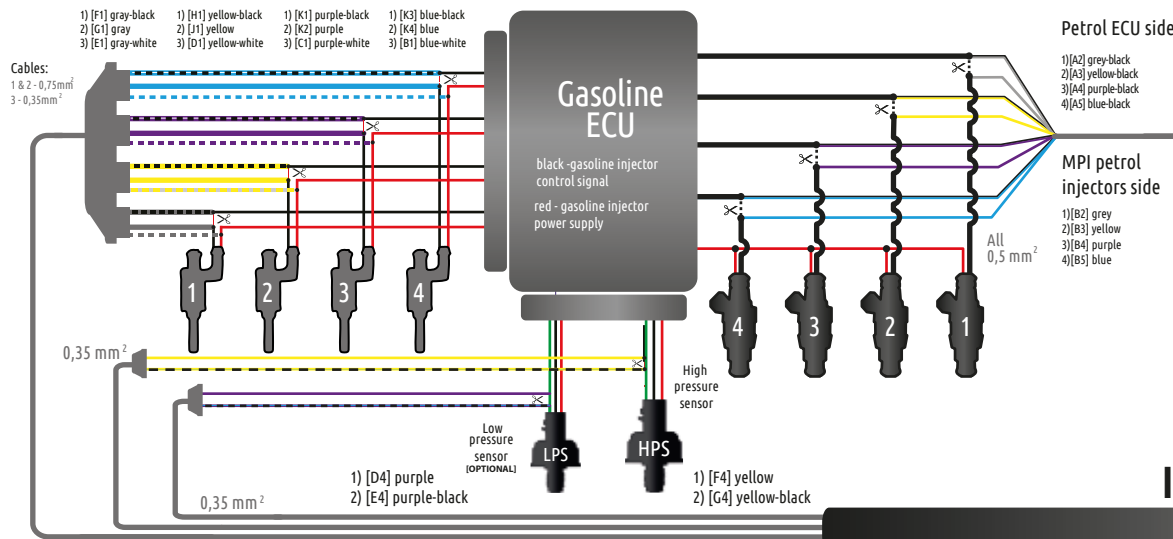 1) [F1] gray-black
2) [G1] gray
3) [E1] gray-white
1) [H1] yellow-black
2) [J1] yellow
3) [D1] yellow-white
1) [K1] purple-black
2) [K2] purple
3) [C1] purple-white
1) [K3] blue-black
2) [K4] blue
3) [B1] blue-white
Cables:
1 & 2 - 0,75mm²
3 - 0,35mm²
Gasoline
ECU
black -gasoline injector
control signal
red - gasoline injector
power supply
Petrol ECU side
1)[A2] grey-black
2)[A3] yellow-black
3)[A4] purple-black
4)[A5] blue-black
MPI petrol
injectors side
1)[B2] grey
2)[B3] yellow
3)[B4] purple
4)[B5] blue
All
0,5 mm²
1
2
3
4
4
3
2
1
0,35 mm²
High
pressure
sensor
Low
pressure
sensor
[OPTIONAL]
LPS
HPS
1) [D4] purple
2) [E4] purple-black
1) [F4] yellow
2) [G4] yellow-black
0,35 mm²